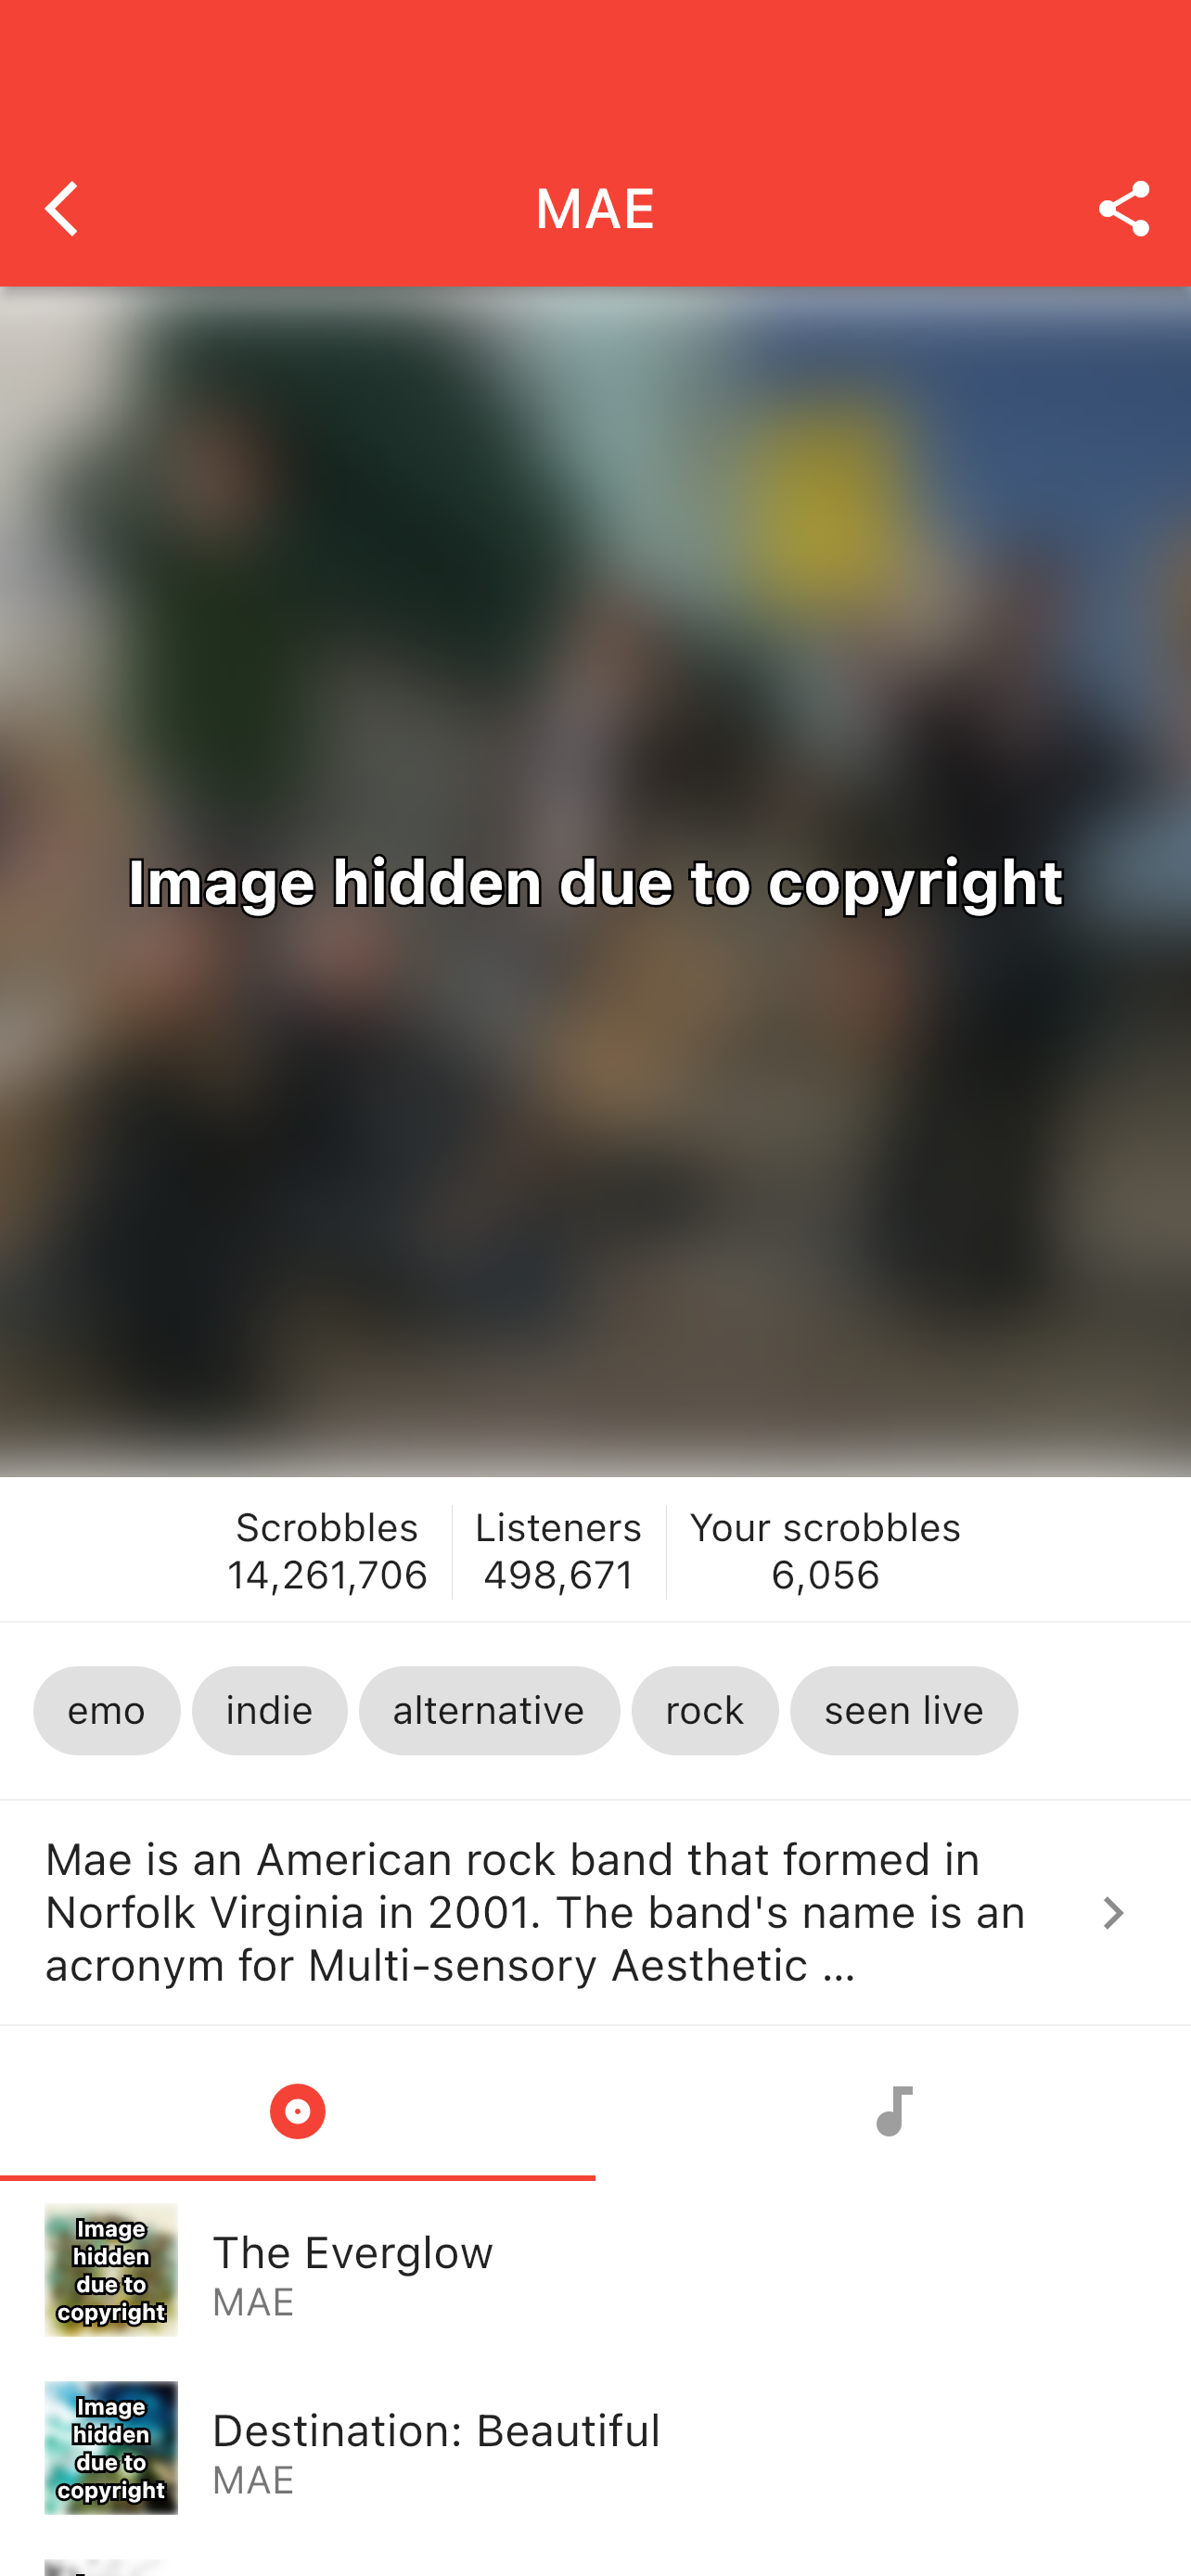 MAE
Image hidden due to copyright
Scrobbles
14,261,706
Listeners
498,671
Your scrobbles
6,056
emo
indie
alternative
rock
seen live
Mae is an American rock band that formed in
Norfolk Virginia in 2001. The band's name is an
acronym for Multi-sensory Aesthetic ...
Image
hidden
due to
copyright
The Everglow
MAE
Image
hidden
due to
copyright
Destination: Beautiful
MAE